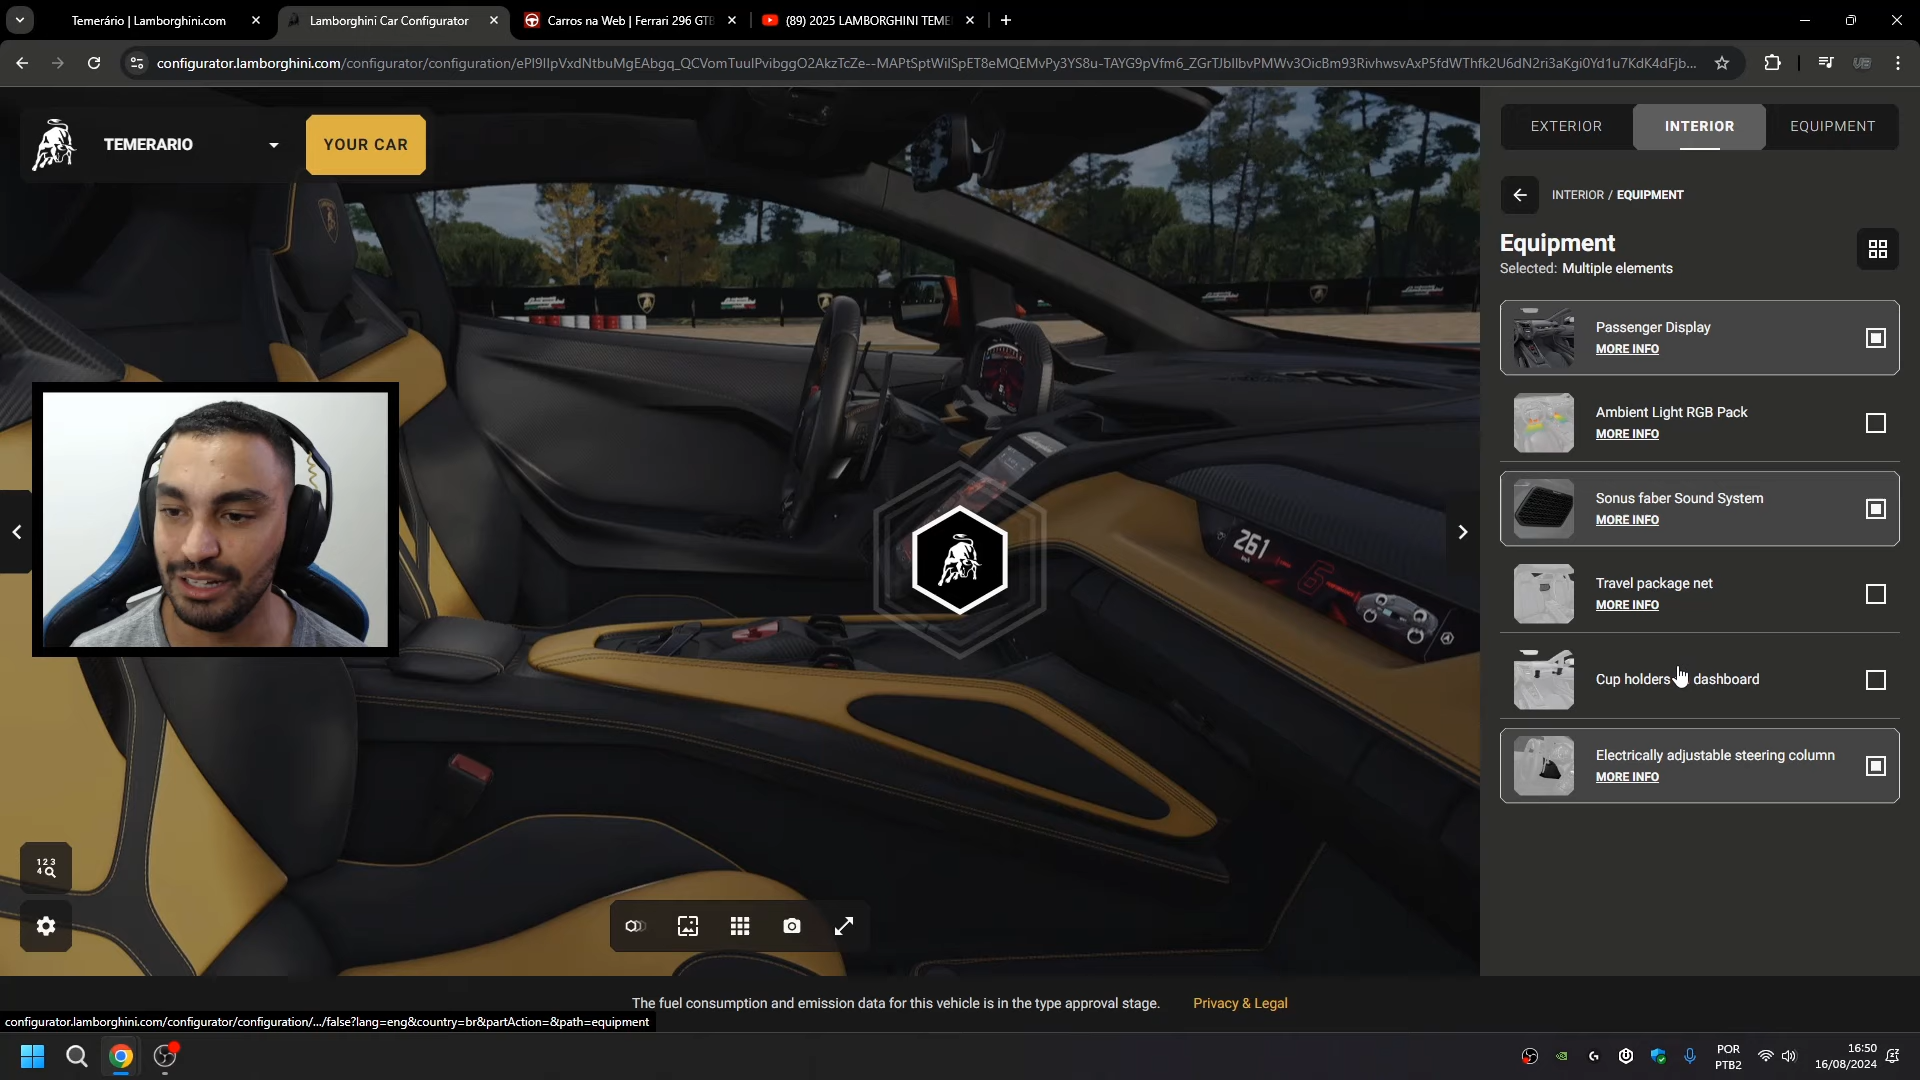 Temerário | Lamborghini.com
Lamborghini Car Configurator
Carros na Web | Ferrari 296 GTB
(89) 2025 LAMBORGHINI TEME
configurator.lamborghini.com/configurator/configuration/
TEMERARIO
YOUR CAR
EXTERIOR
INTERIOR
EQUIPMENT
INTERIOR / EQUIPMENT
Equipment
Selected: Multiple elements
Passenger Display
MORE INFO
Ambient Light RGB Pack
MORE INFO
Sonus faber Sound System
MORE INFO
Travel package net
MORE INFO
Cup holders dashboard
Electrically adjustable steering column
MORE INFO
261
6
1 2 3
4
The fuel consumption and emission data for this vehicle is in the type approval stage.
Privacy & Legal
configurator.lamborghini.com/configurator/configuration/.../false?lang=eng&country=br&partAction=&path=equipment
POR
PTB2
16:50
16/08/2024